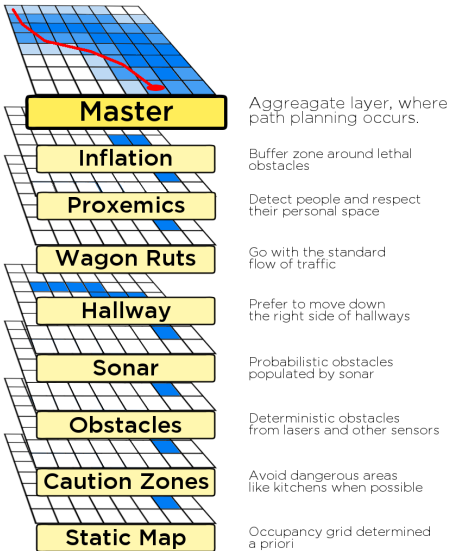 Master
Aggreagate layer, where
path planning occurs.
Inflation
Buffer zone around lethal
obstacles
Proxemics
Detect people and respect
their personal space
Wagon Ruts
Go with the standard
flow of traffic
Hallway
Prefer to move down
the right side of hallways
Sonar
Probabilistic obstacles
populated by sonar
Obstacles
Deterministic obstacles
from lasers and other sensors
Caution Zones
Avoid dangerous areas
like kitchens when possible
Static Map
Occupancy grid determined
a priori